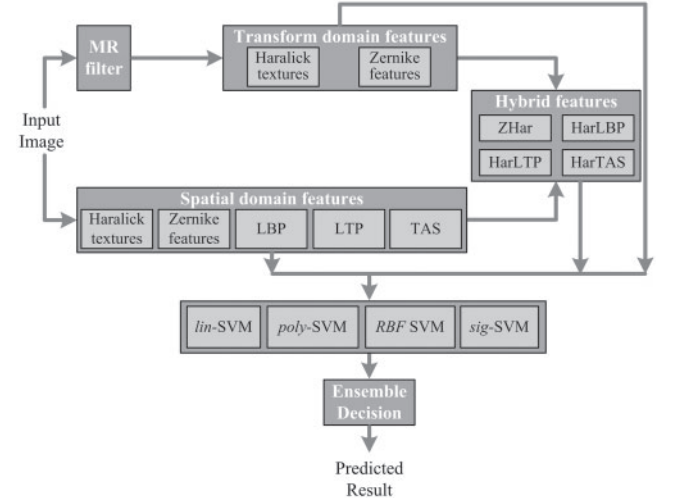 MR
filter
Transform domain features
Haralick
textures
Zernike
features
Input
Image
Hybrid features
ZHar
HarLBP
HarLTP
HarTAS
Spatial domain features
Haralick
textures
Zernike
features
LBP
LTP
TAS
lin-SVM
poly-SVM
RBF SVM
sig-SVM
Ensemble
Decision
Predicted
Result